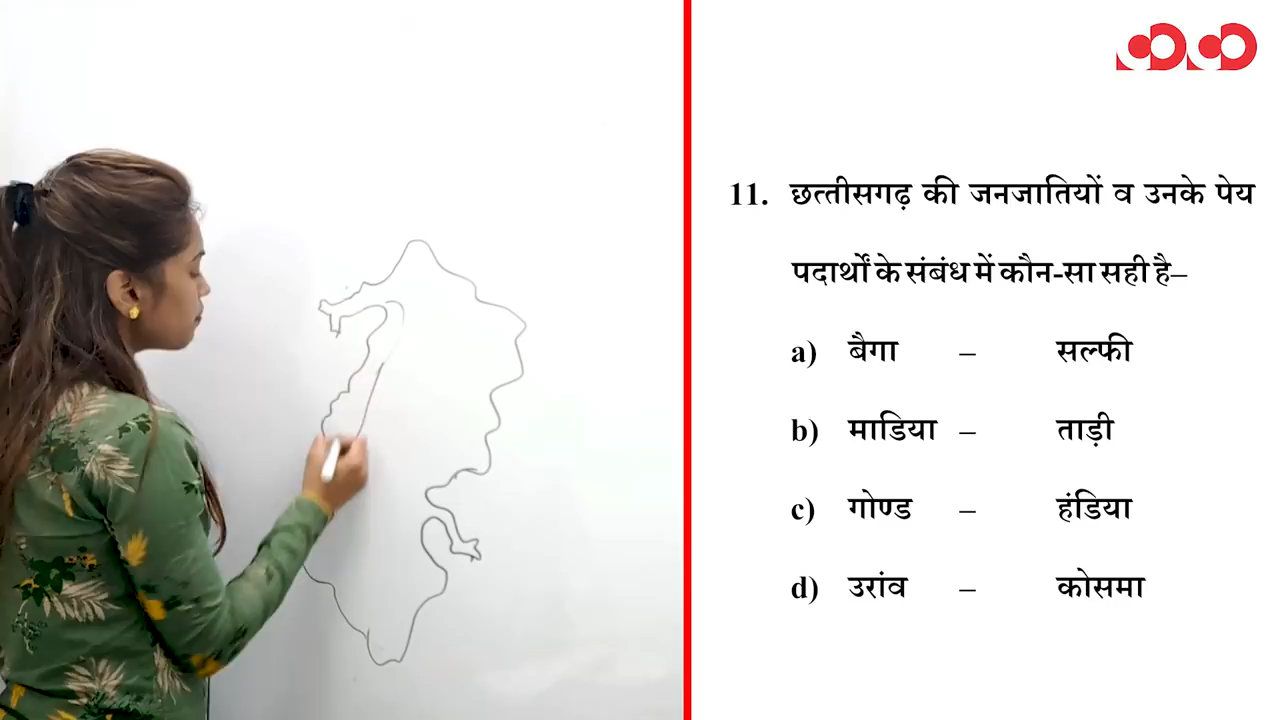 11. छत्तीसगढ़ की जनजातियों व उनके पेय
पदार्थों के संबंध में कौन-सा सही है–
a) बैगा – सल्फी
b) माडिया – ताड़ी
c) गोण्ड – हंडिया
d) उरांव – कोसमा